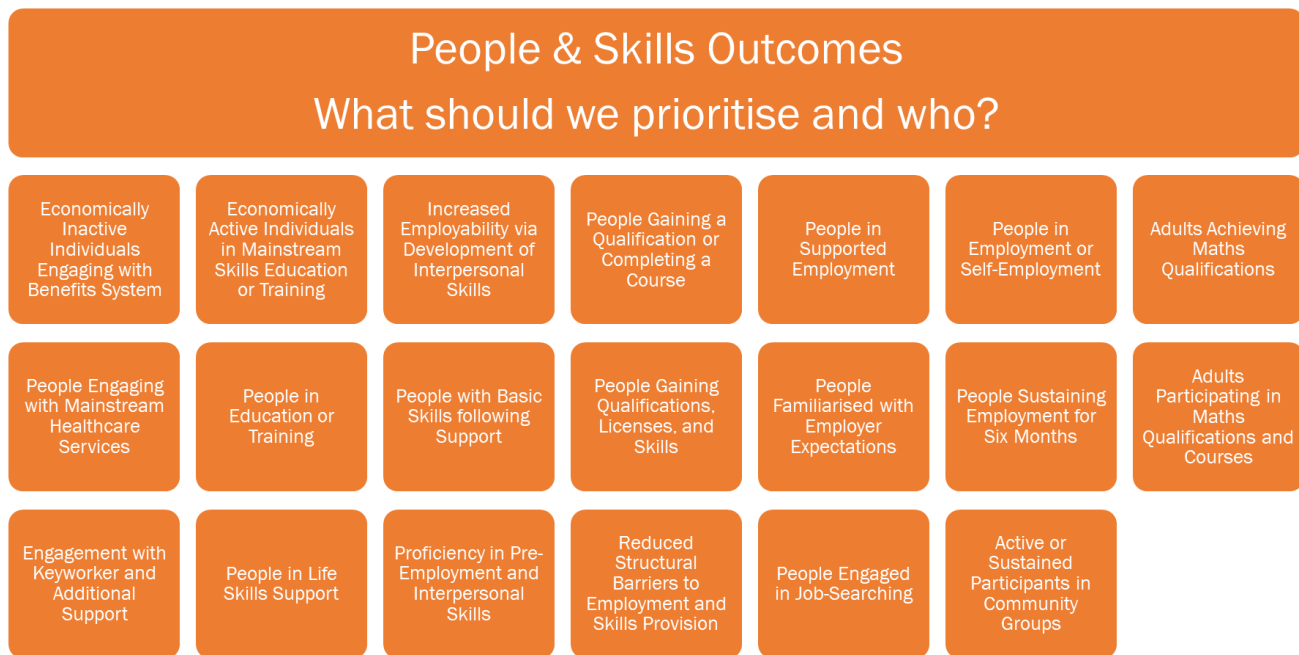 People & Skills Outcomes
What should we prioritise and who?
Economically
Inactive
Individuals
Engaging with
Benefits System
Economically
Active Individuals
in Mainstream
Skills Education
or Training
Increased
Employability via
Development of
Interpersonal
Skills
People Gaining a
Qualification or
Completing a
Course
People in
Supported
Employment
People in
Employment or
Self-Employment
Adults Achieving
Maths
Qualifications
People Engaging
with Mainstream
Healthcare
Services
People in
Education or
Training
People with Basic
Skills following
Support
People Gaining
Qualifications,
Licenses, and
Skills
People
Familiarised with
Employer
Expectations
People Sustaining
Employment for
Six Months
Adults
Participating in
Maths
Qualifications and
Courses
Engagement with
Keyworker and
Additional
Support
People in Life
Skills Support
Proficiency in Pre-
Employment and
Interpersonal
Skills
Reduced
Structural
Barriers to
Employment and
Skills Provision
People Engaged
in Job-Searching
Active or
Sustained
Participants in
Community
Groups